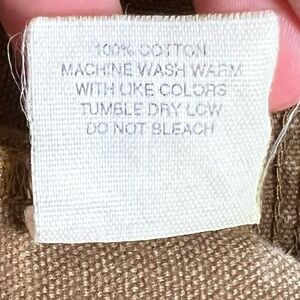 100% COTTON
MACHINE WASH WARM
WITH LIKE COLORS
TUMBLE DRY LOW
DO NOT BLEACH